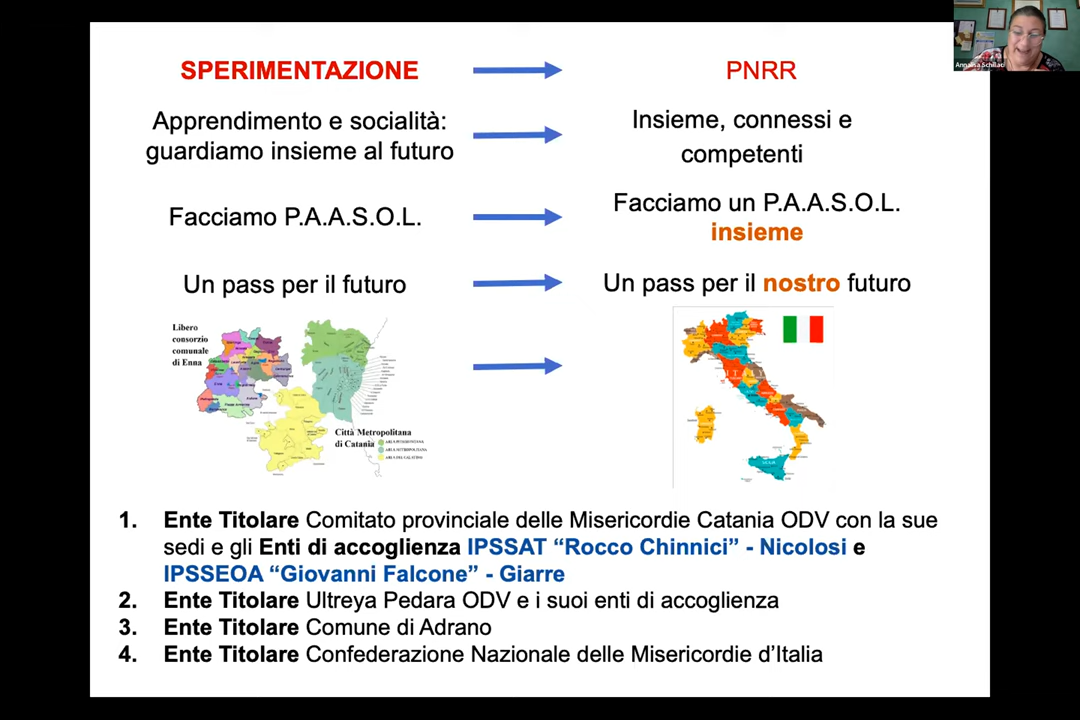 SPERIMENTAZIONE
PNRR
Apprendimento e socialità:
guardiamo insieme al futuro
Insieme, connessi e
competenti
Facciamo P.A.A.S.O.L.
Facciamo un P.A.A.S.O.L.
insieme
Un pass per il futuro
Un pass per il nostro futuro
Libero
consorzio
comunale
di Enna
Città Metropolitana
di Catania
1. Ente Titolare Comitato provinciale delle Misericordie Catania ODV con la sue
sedi e gli Enti di accoglienza IPSSAT “Rocco Chinnici” - Nicolosi e
IPSSEOA “Giovanni Falcone” - Giarre
2. Ente Titolare Ultreya Pedara ODV e i suoi enti di accoglienza
3. Ente Titolare Comune di Adrano
4. Ente Titolare Confederazione Nazionale delle Misericordie d’Italia